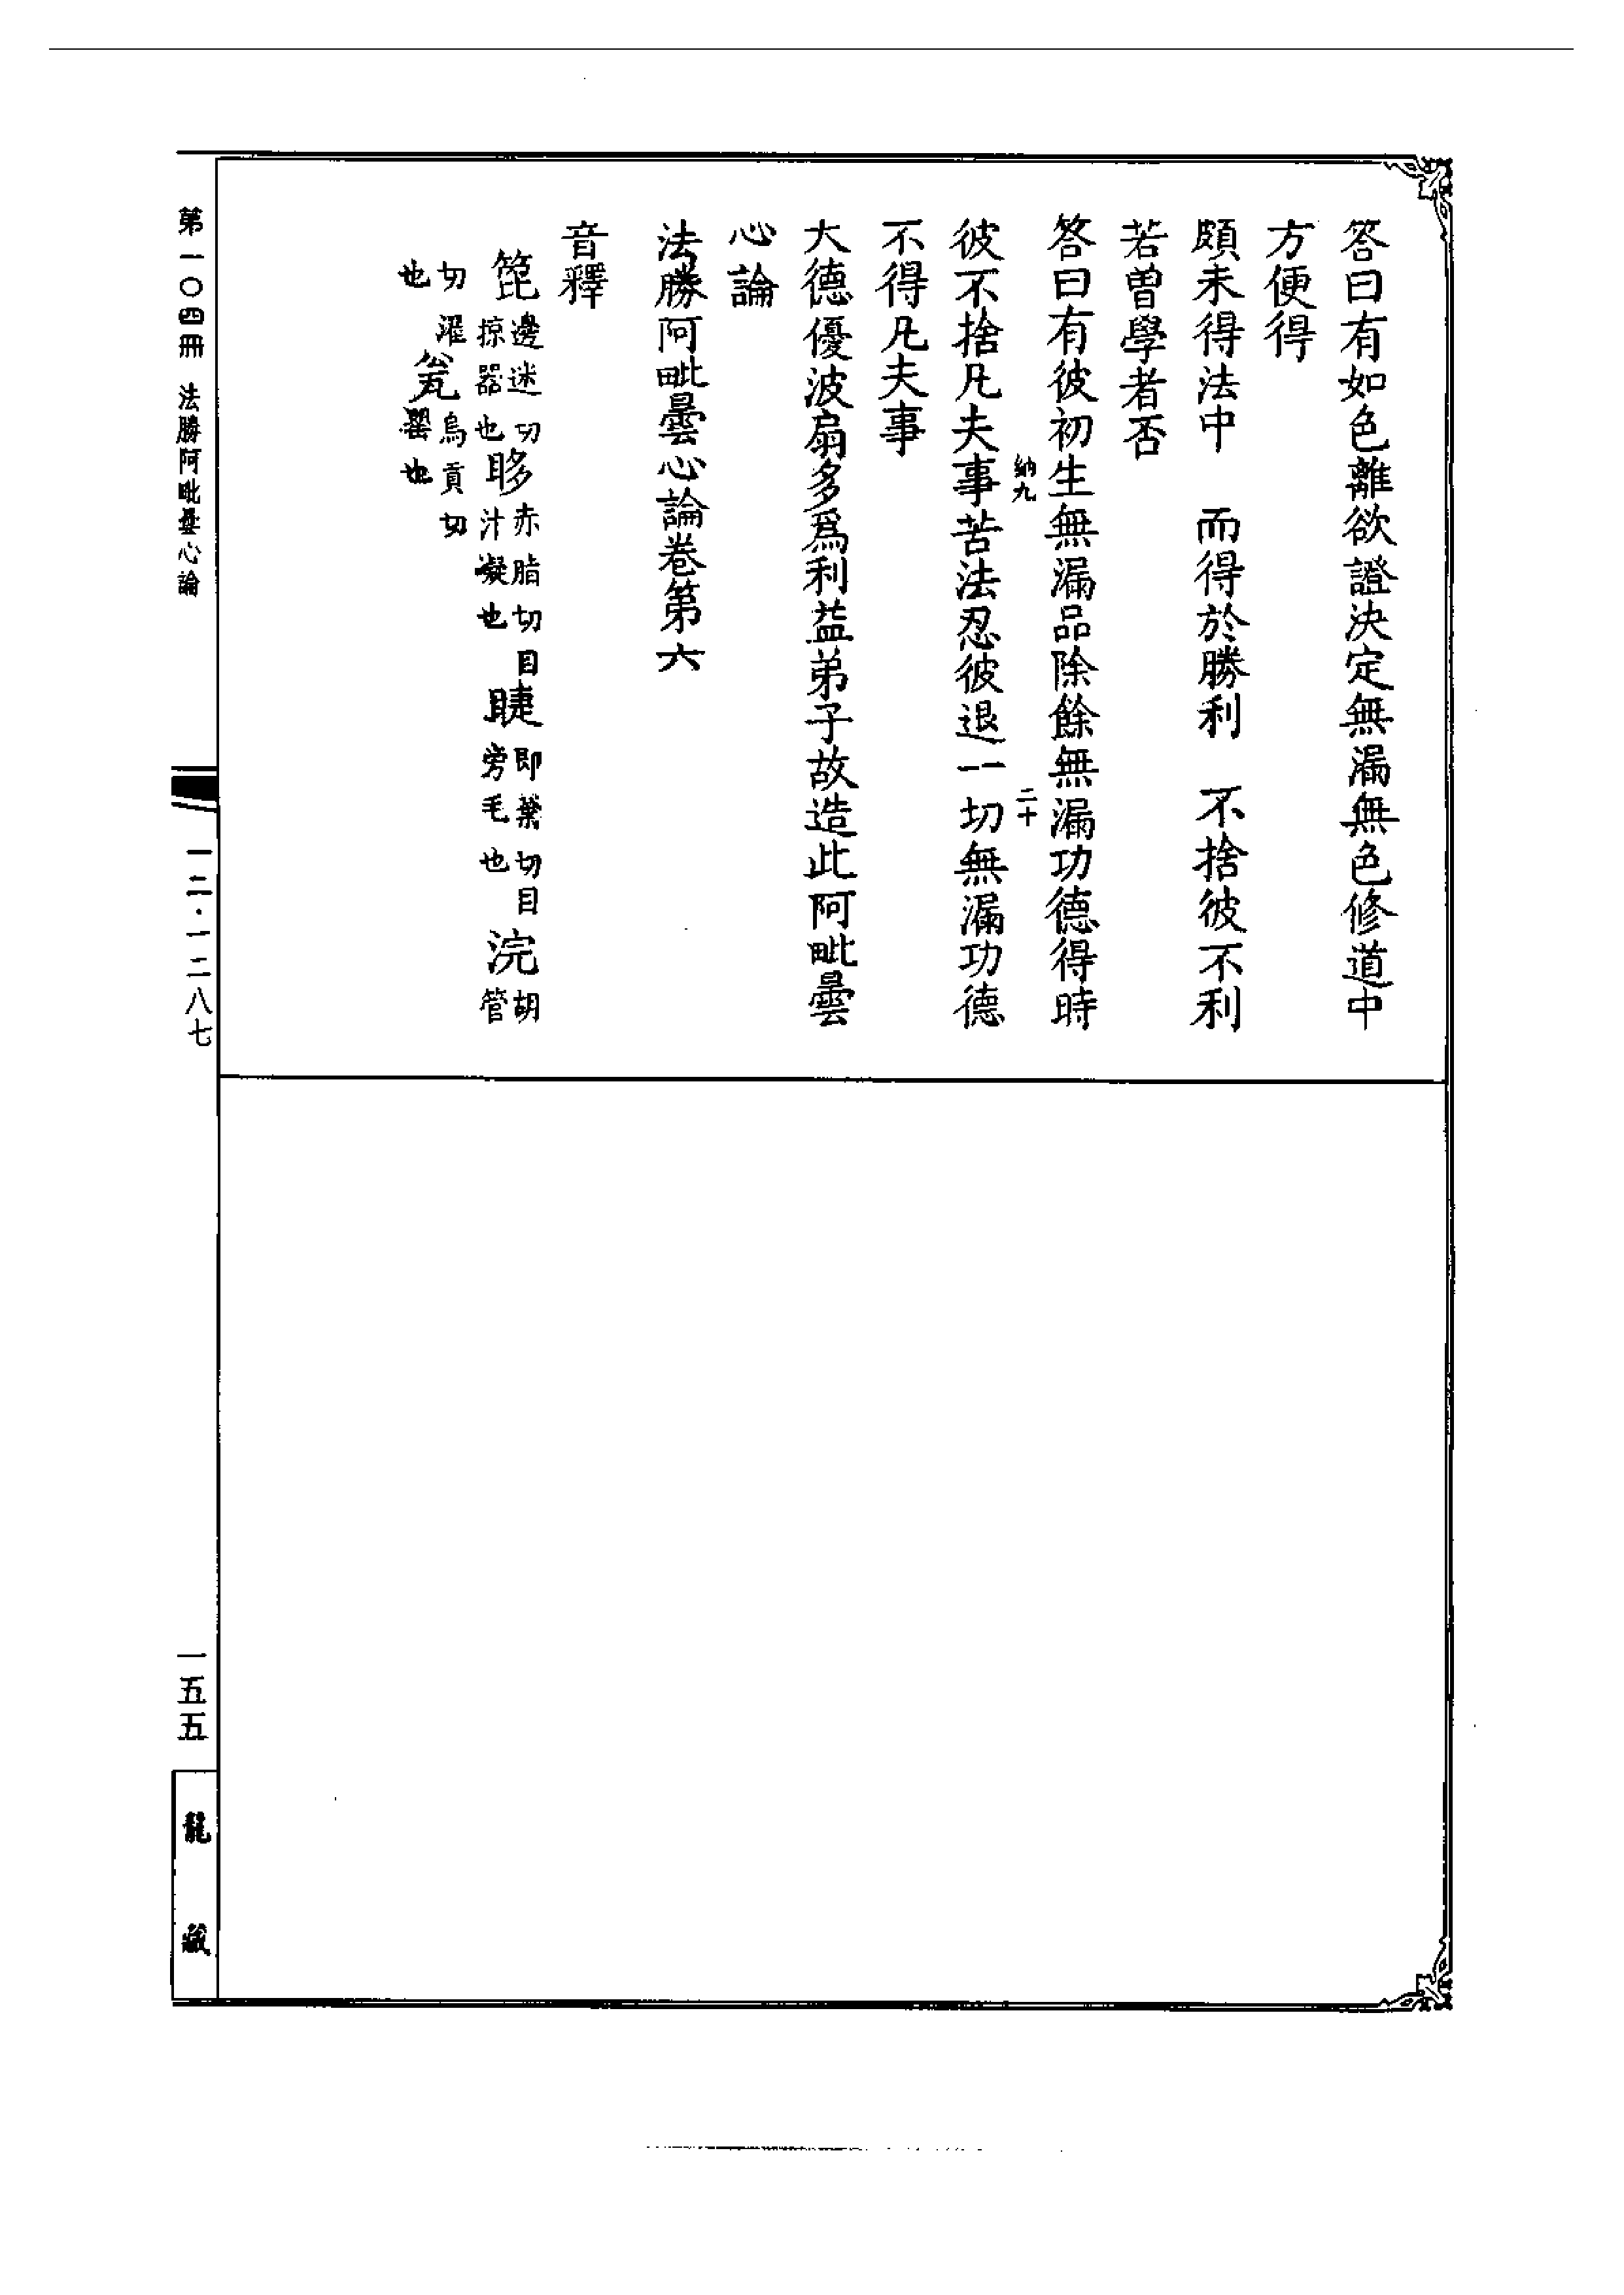 答曰有如色離欲證決定無漏無色修道中
方便得
頗未得法中　而得於勝利　不捨彼不利
若曾學者否
答曰有彼初生無漏品除餘無漏功德得時
納九　二十
彼不捨凡夫事苦法忍彼退一切無漏功德
不得凡夫事
大德優波扇多爲利益弟子故造此阿毗曇
心論
法勝阿毗曇心論卷第六
音釋
篦邊迷切掠器也眵赤脂切目汁凝也睫即葉切目旁毛也浣胡管
切濯也瓮烏貢切罌也
第一〇四冊　法勝阿毗曇心論
一二·一二八七
一五五
龍藏